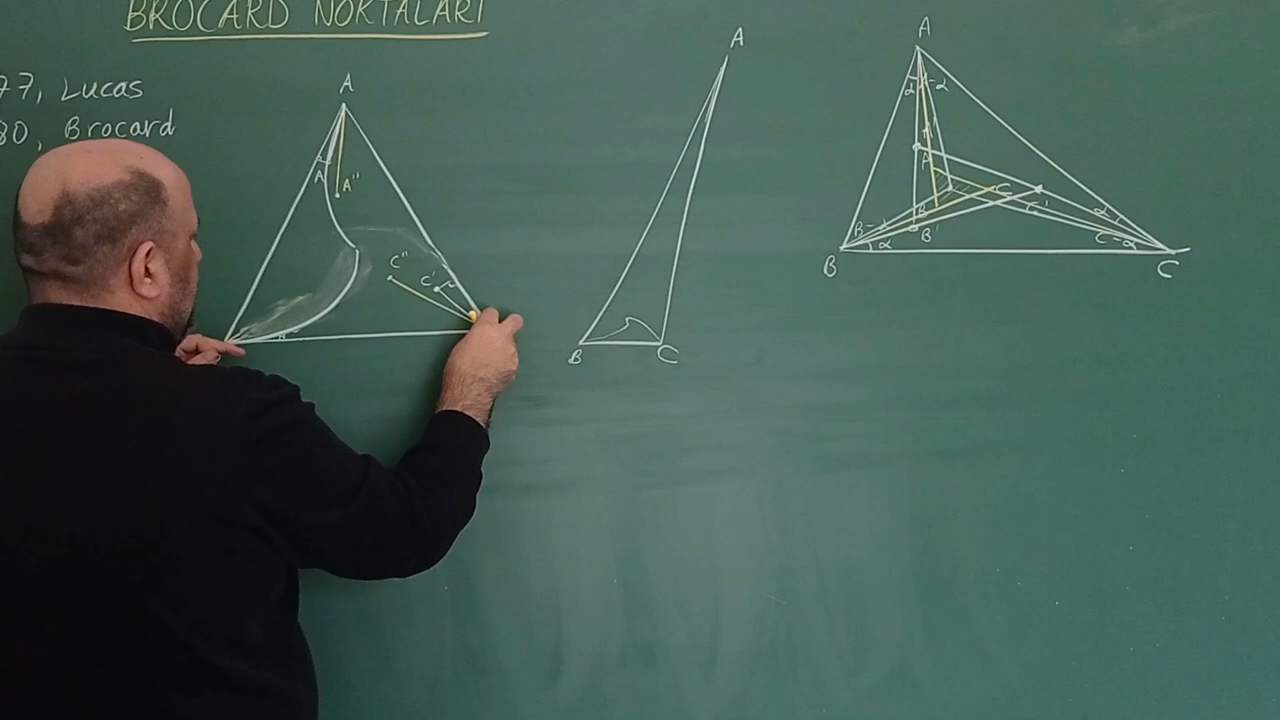 BROCARD NOKTALARI
77, Lucas
80, Brocard
A
A'
A"
C"
C'
A
B
C
A
α
A-α
A'
C
C'
B
B'
B-α
α
α
C-α
B
C